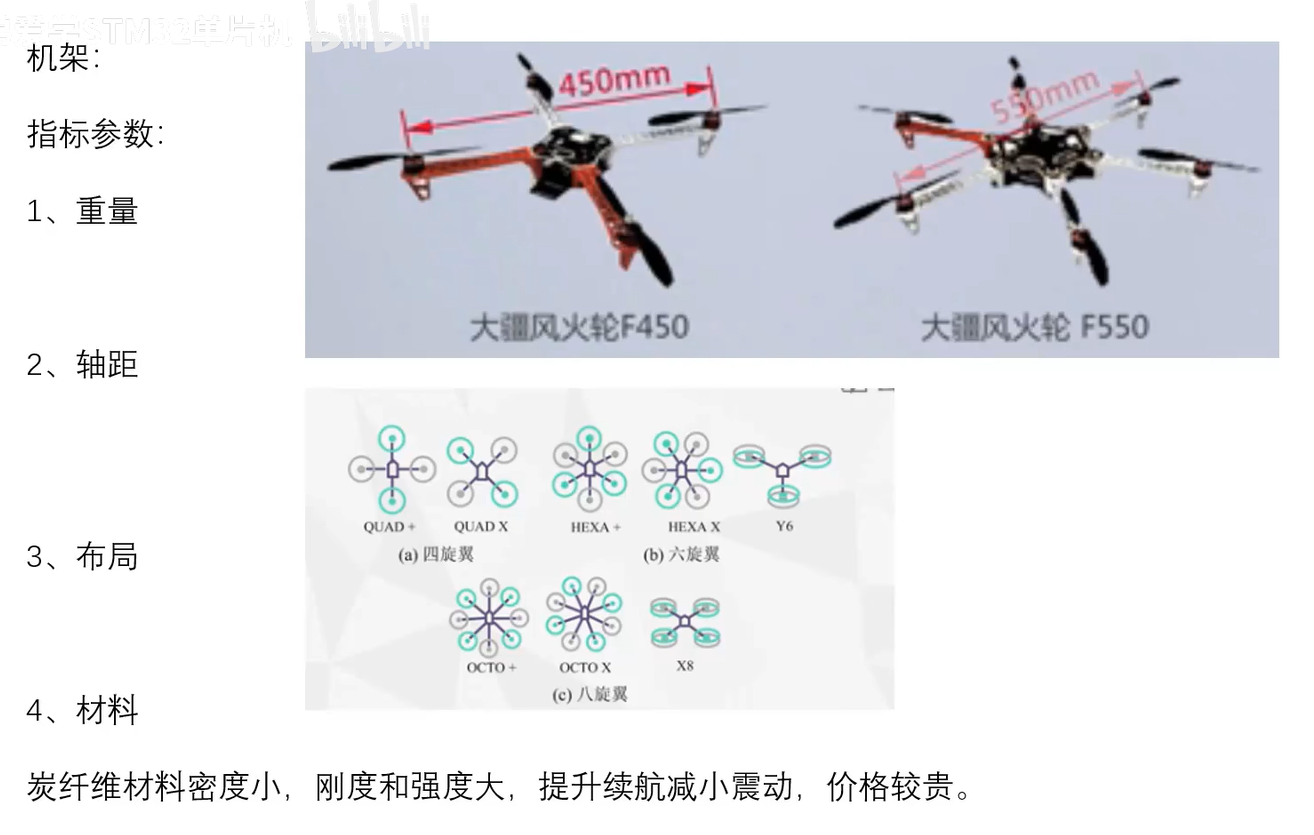 STM32单片机 bilibili
机架：
指标参数：
1、重量
2、轴距
3、布局
4、材料
450mm
550mm
大疆风火轮F450
大疆风火轮 F550
QUAD +
QUAD X
HEXA +
HEXA X
Y6
(a) 四旋翼
(b) 六旋翼
OCTO +
OCTO X
X8
(c) 八旋翼
炭纤维材料密度小，刚度和强度大，提升续航减小震动，价格较贵。